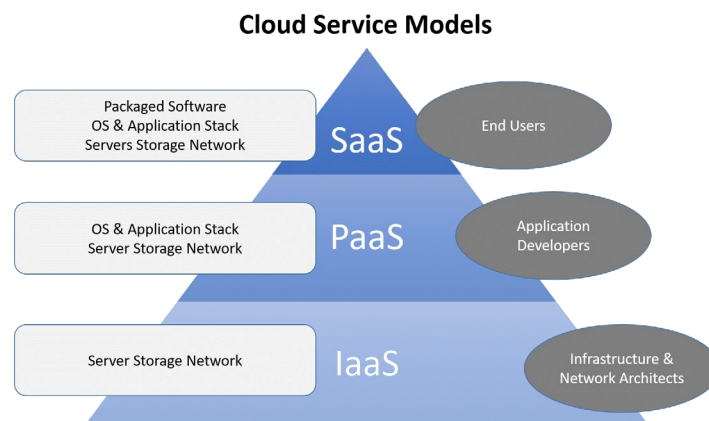 Cloud Service Models
Packaged Software
OS & Application Stack
Servers Storage Network
SaaS
End Users
OS & Application Stack
Server Storage Network
PaaS
Application
Developers
Server Storage Network
IaaS
Infrastructure &
Network Architects